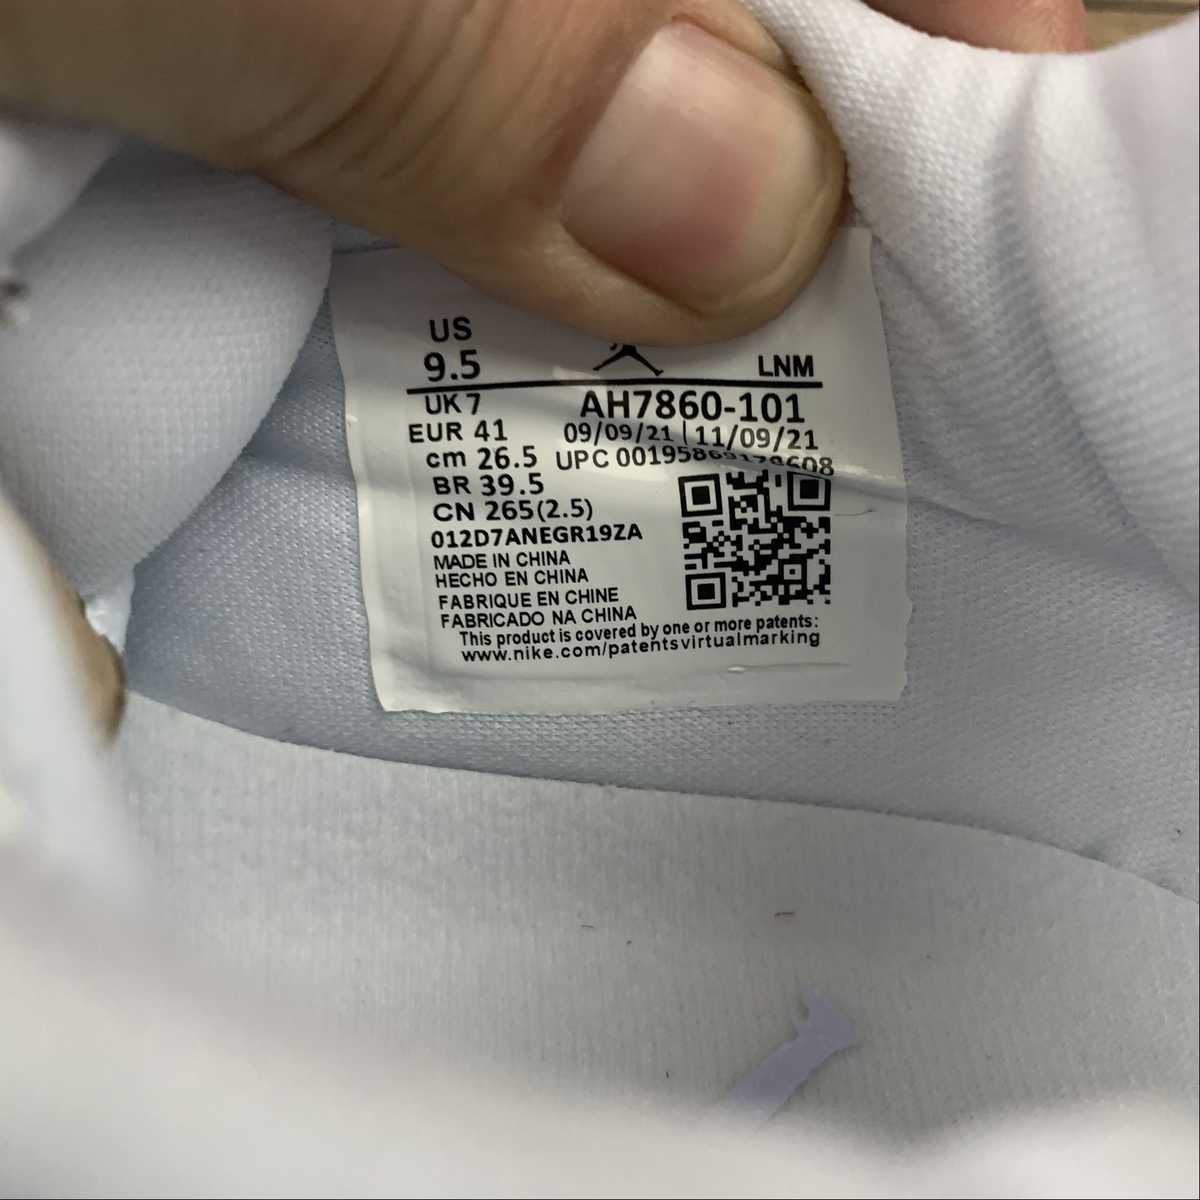 US
9.5
LNM
UK 7
AH7860-101
EUR 41
09/09/21 | 11/09/21
cm 26.5
UPC
BR 39.5
CN 265(2.5)
012D7ANEGR19ZA
MADE IN CHINA
HECHO EN CHINA
FABRIQUE EN CHINE
FABRICADO NA CHINA
This product is covered by one or more patents:
www.nike.com/patentsvirtualmarking